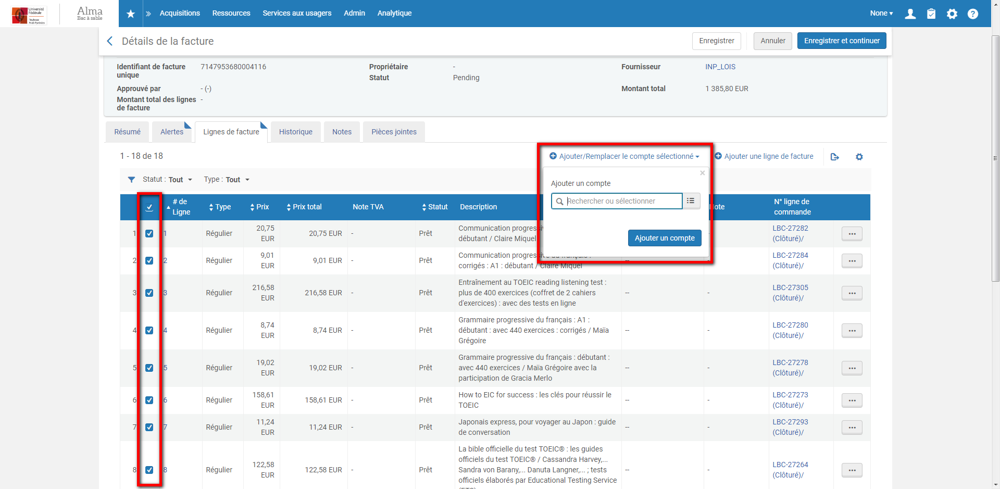 Université
Fédérale
Toulouse
Midi-Pyrénées
Alma
Bac à sable
Acquisitions Ressources Services aux usagers Admin Analytique
None
Détails de la facture
Enregistrer Annuler Enregistrer et continuer
Identifiant de facture unique 7147953680004116 Propriétaire - Fournisseur INP_LOIS
Statut Pending
Approuvé par - (-) Montant total 1 385,80 EUR
Montant total des lignes de facture -
Résumé Alertes Lignes de facture Historique Notes Pièces jointes
1 - 18 de 18 Ajouter/Remplacer le compte sélectionné Ajouter une ligne de facture
Statut : Tout Type : Tout
Ajouter un compte
Rechercher ou sélectionner
Ajouter un compte
# de Ligne Type Prix Prix total Note TVA Statut Description ote N° ligne de commande
1 1 Régulier 20,75 EUR 20,75 EUR - Prêt Communication progressi
débutant / Claire Miquel LBC-27282 (Clôturé)/
2 2 Régulier 9,01 EUR 9,01 EUR - Prêt Communication progressive du français :
corrigés : A1 : débutant / Claire Miquel -- - LBC-27284 (Clôturé)/
3 3 Régulier 216,58 EUR 216,58 EUR - Prêt Entraînement au TOEIC reading listening test :
plus de 400 exercices (coffret de 2 cahiers
d'exercices) : avec des tests en ligne -- - LBC-27305 (Clôturé)/
4 4 Régulier 8,74 EUR 8,74 EUR - Prêt Grammaire progressive du français : A1 :
débutant : avec 440 exercices : corrigés / Maïa
Grégoire -- - LBC-27280 (Clôturé)/
5 5 Régulier 19,02 EUR 19,02 EUR - Prêt Grammaire progressive du français : débutant :
avec 440 exercices / Maïa Grégoire avec la
participation de Gracia Merlo -- - LBC-27278 (Clôturé)/
6 6 Régulier 158,61 EUR 158,61 EUR - Prêt How to EIC for success : les clés pour réussir le
TOEIC -- - LBC-27273 (Clôturé)/
7 7 Régulier 11,24 EUR 11,24 EUR - Prêt Japonais express, pour voyager au Japon : guide
de conversation -- - LBC-27293 (Clôturé)/
8 8 Régulier 122,58 EUR 122,58 EUR - Prêt La bible officielle du test TOEIC® : les guides
officiels du test TOEIC® / Cassandra Harvey,...
Sandra von Barany,... Danuta Langner,... ; tests
officiels élaborés par Educational Testing Service -- - LBC-27264 (Clôturé)/